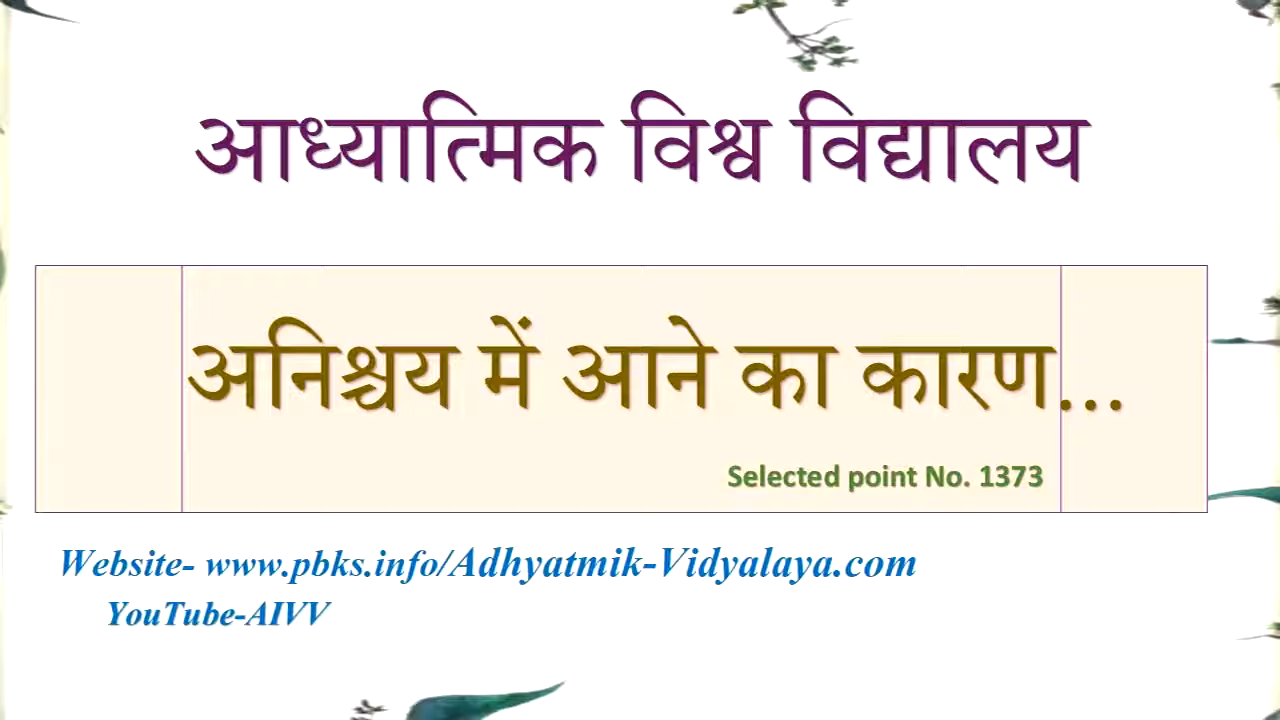 आध्यात्मिक विश्व विद्यालय
अनिश्चय में आने का कारण...
Selected point No. 1373
Website- www.pbks.info/Adhyatmik-Vidyalaya.com
YouTube-AIVV